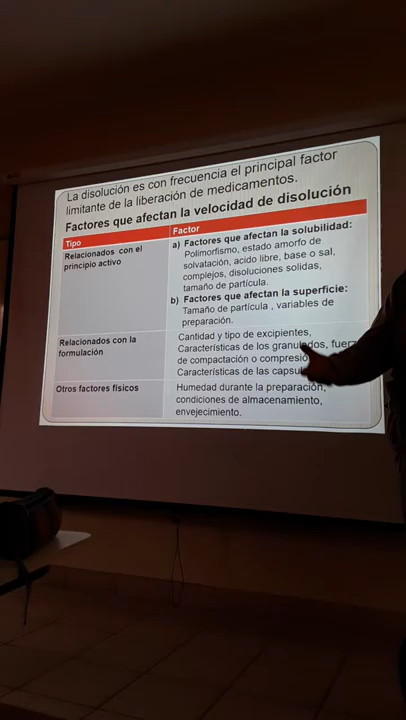 La disolución es con frecuencia el principal factor
limitante de la liberación de medicamentos.
Factores que afectan la velocidad de disolución
Tipo
Factor
Relacionados con el
principio activo
a) Factores que afectan la solubilidad:
Polimorfismo, estado amorfo de
solvatación, acido libre, base o sal,
complejos, disoluciones solidas,
tamaño de partícula.
b) Factores que afectan la superficie:
Tamaño de partícula , variables de
preparación.
Relacionados con la
formulación
Cantidad y tipo de excipientes,
Características de los granulados,
de compactación o
Características de las
Otros factores físicos
Humedad durante la preparación,
condiciones de almacenamiento,
envejecimiento.